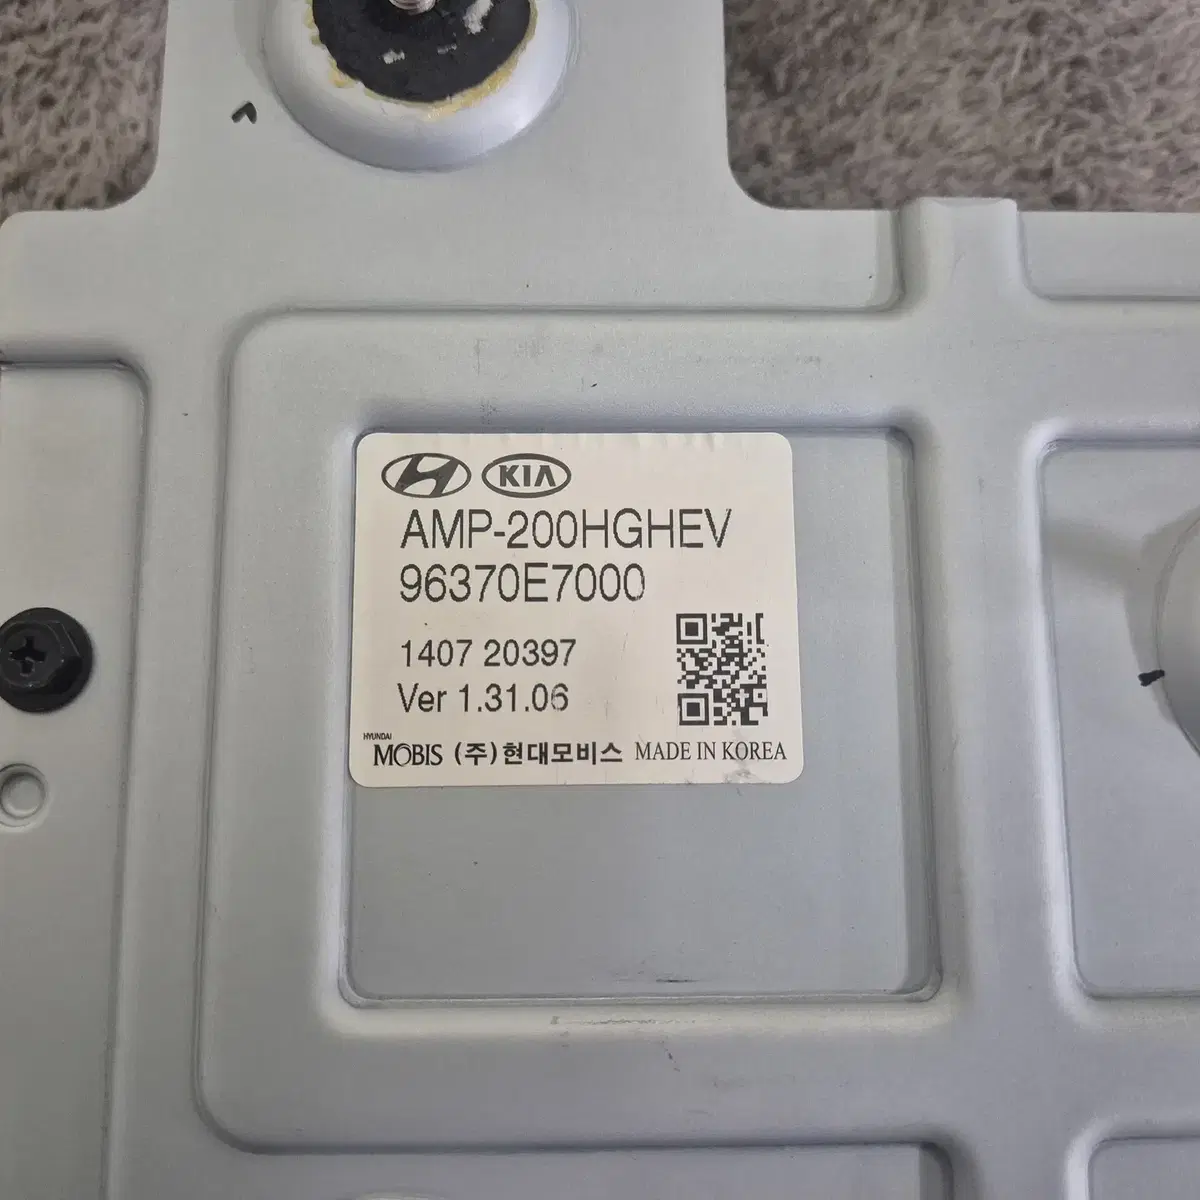 KIA
AMP-200HGHEV
96370E7000
1407 20397
Ver 1.31.06
HYUNDAI
MOBIS (주)현대모비스 MADE IN KOREA